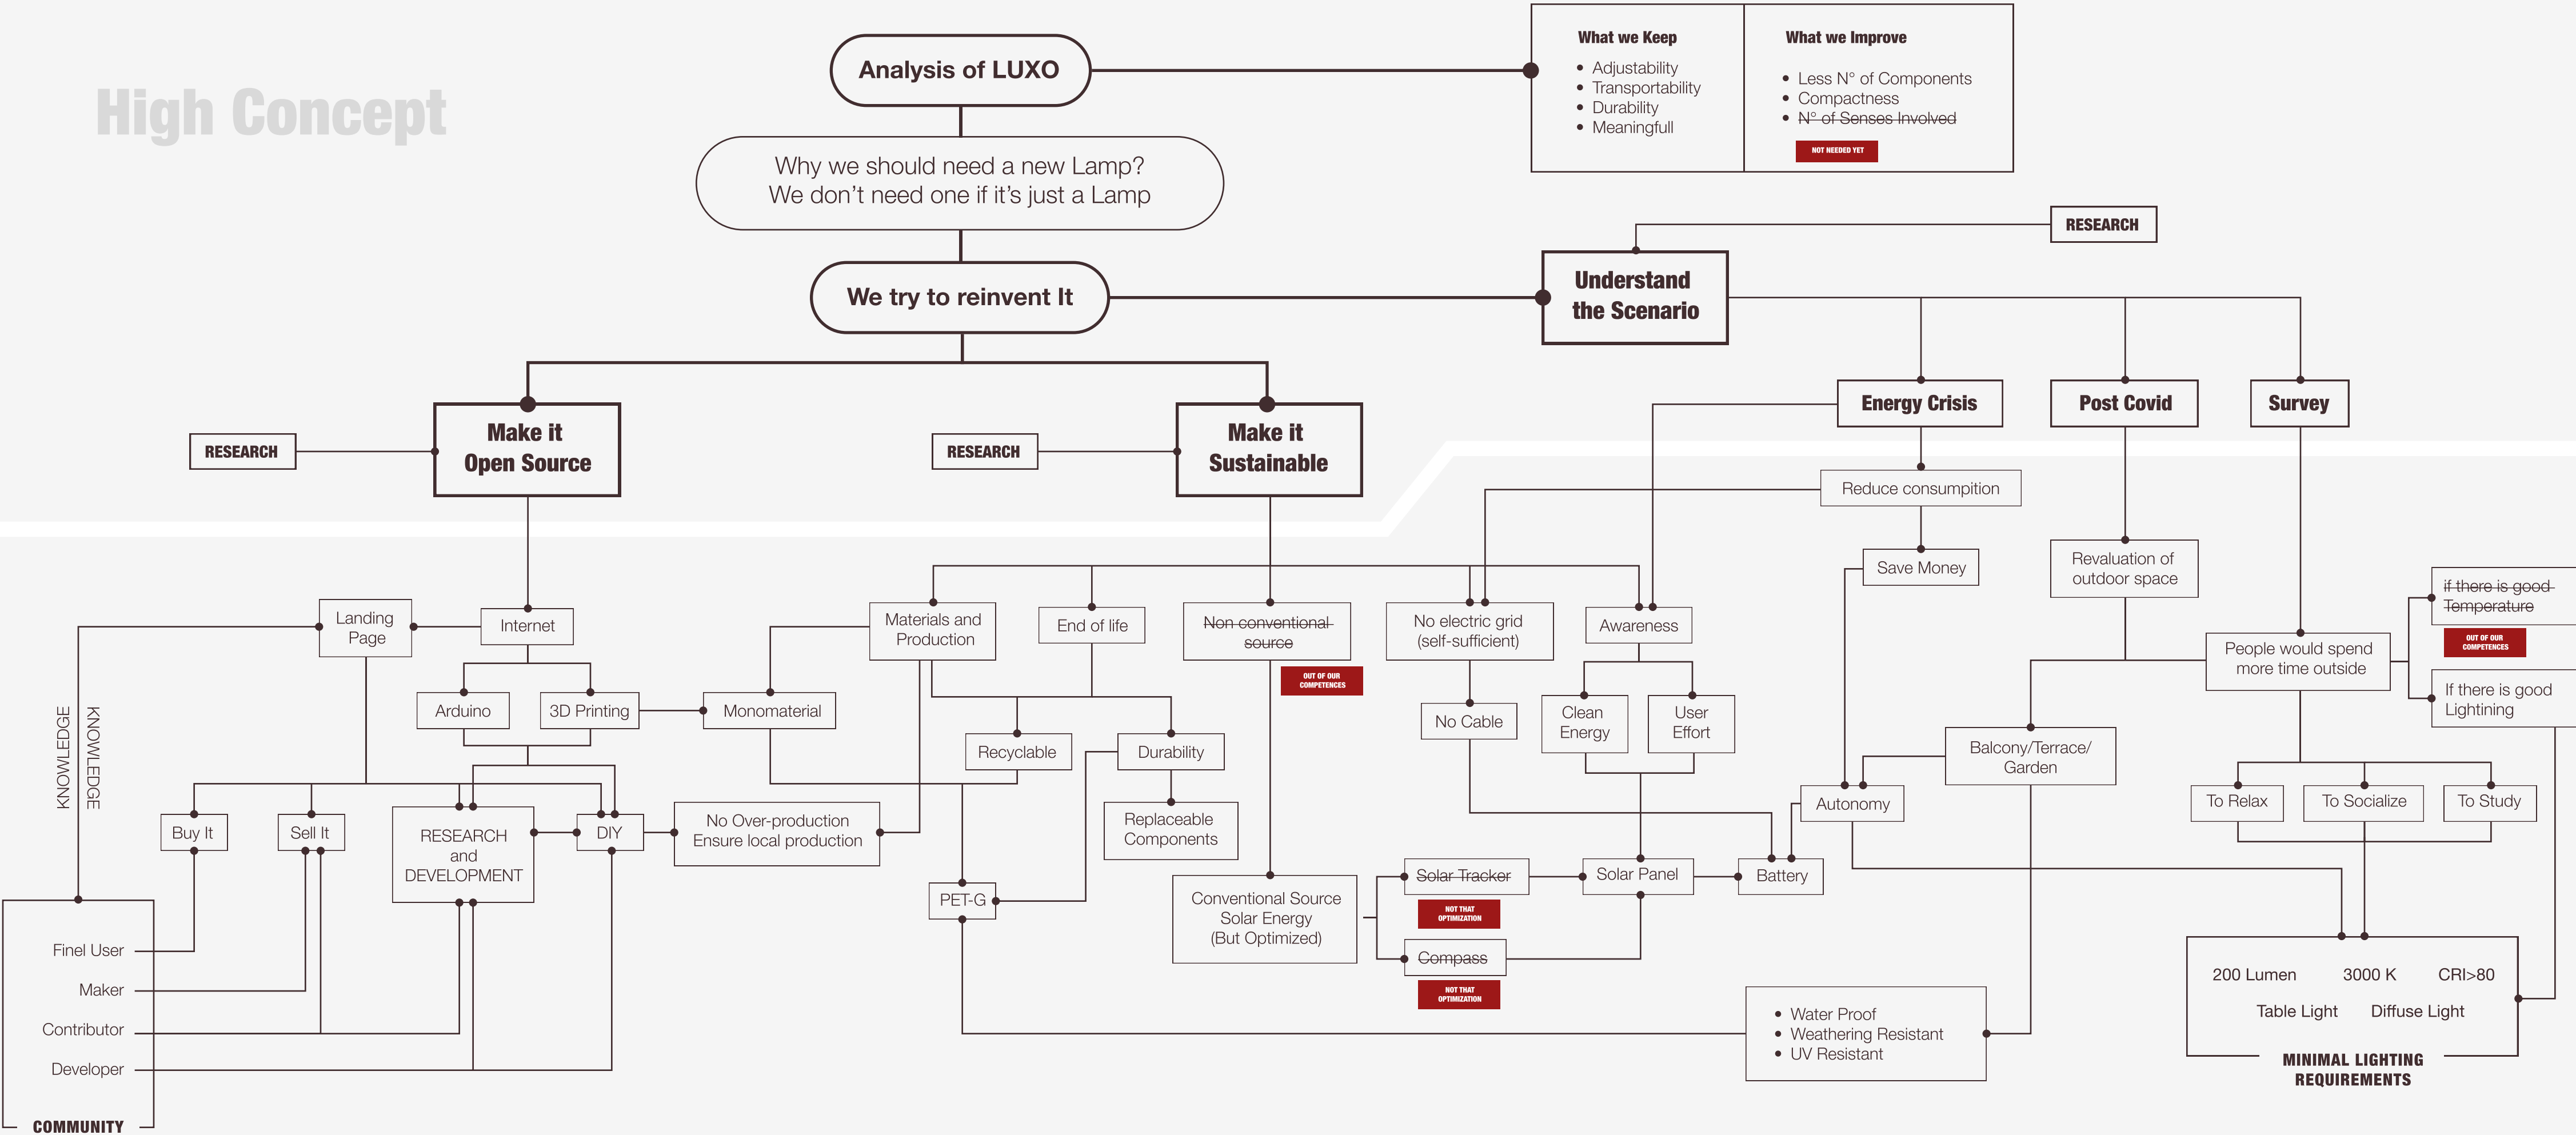 High Concept
Analysis of LUXO
What we Keep
Adjustability
Transportability
Durability
Meaningfull
What we Improve
Less N° of Components
Compactness
N° of Senses Involved
NOT NEEDED YET
Why we should need a new Lamp?
We don't need one if it's just a Lamp
RESEARCH
We try to reinvent It
Understand
the Scenario
Energy Crisis
Post Covid
Survey
RESEARCH
Make it
Open Source
RESEARCH
Make it
Sustainable
Reduce consumpition
Save Money
Revaluation of
outdoor space
if there is good
Temperature
OUT OF OUR
COMPETENCES
If there is good
Lightining
People would spend
more time outside
Landing
Page
Internet
Materials and
Production
End of life
Non conventional
source
OUT OF OUR
COMPETENCES
No electric grid
(self-sufficient)
Awareness
Arduino
3D Printing
Monomaterial
No Cable
Clean
Energy
User
Effort
KNOWLEDGE
KNOWLEDGE
Recyclable
Durability
Balcony/Terrace/
Garden
Buy It
Sell It
RESEARCH
and
DEVELOPMENT
DIY
No Over-production
Ensure local production
Replaceable
Components
Autonomy
To Relax
To Socialize
To Study
PET-G
Conventional Source
Solar Energy
(But Optimized)
Solar Tracker
NOT THAT
OPTIMIZATION
Solar Panel
Battery
Compass
NOT THAT
OPTIMIZATION
Finel User
Maker
Contributor
Developer
COMMUNITY
Water Proof
Weathering Resistant
UV Resistant
200 Lumen
3000 K
CRI>80
Table Light
Diffuse Light
MINIMAL LIGHTING
REQUIREMENTS